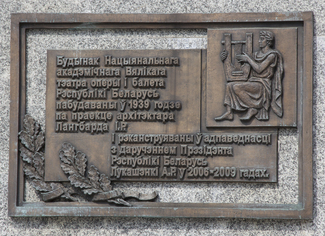 Будынак Нацыянальнага
акадэмічнага Вялікага
тэатра оперы і балета
Рэспублікі Беларусь
пабудаваны ў 1939 годзе
па праекце архітэктара
Лангбарда І.Р.
і рэканструяваны ў адпаведнасці
з даручэннем Прэзідэнта
Рэспублікі Беларусь
Лукашэнкі А.Р. у 2006-2009 гадах.